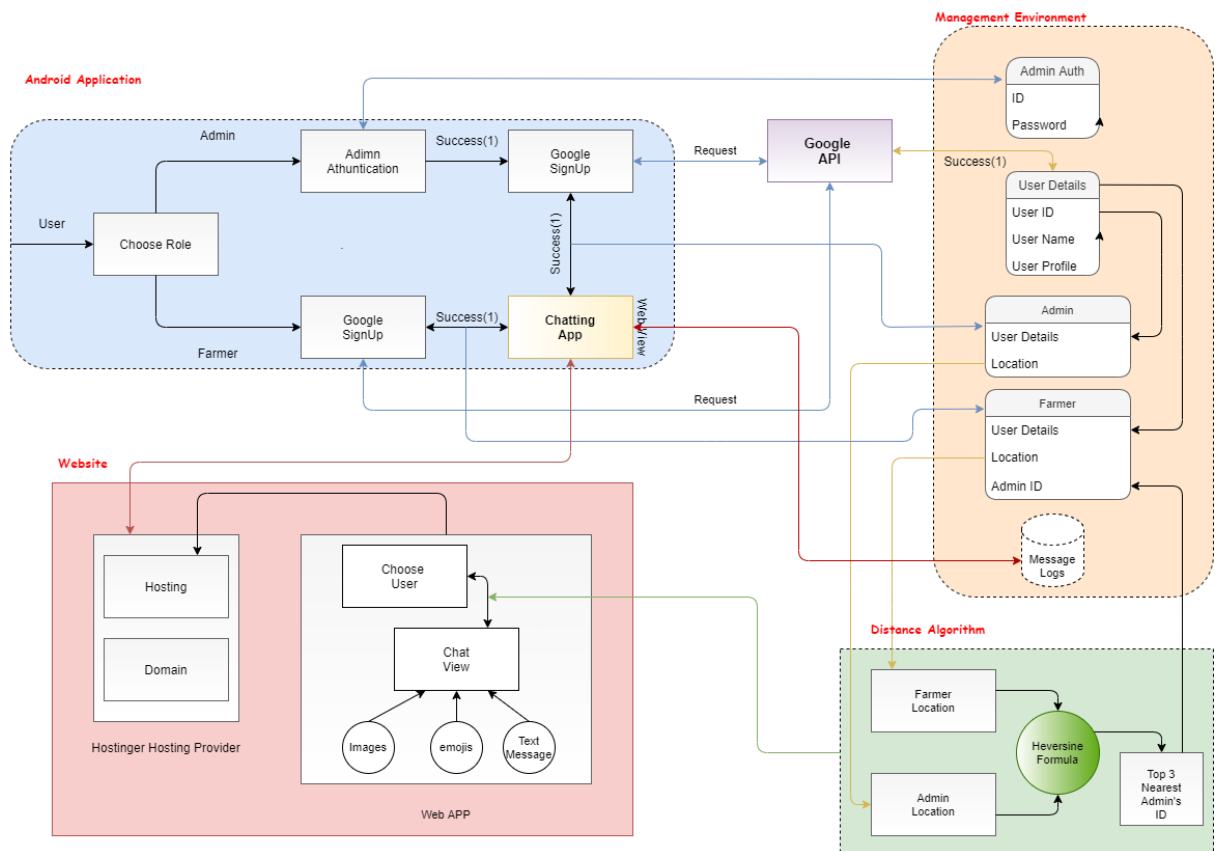 Management Environment
Android Application
Admin Auth
ID
Password
Admin
Adimn
Athuntication
Success(1)
Google
SignUp
Request
Google
API
Success(1)
User Details
User ID
User Name
User Profile
User
Choose Role
Success(1)
Google
SignUp
Success(1)
Chatting
App
Web View
Farmer
Admin
User Details
Location
Request
Farmer
User Details
Location
Admin ID
Message
Logs
Website
Hosting
Domain
Hostinger Hosting Provider
Choose
User
Chat
View
Images
emojis
Text
Message
Web APP
Distance Algorithm
Farmer
Location
Heversine
Formula
Admin
Location
Top 3
Nearest
Admin's
ID